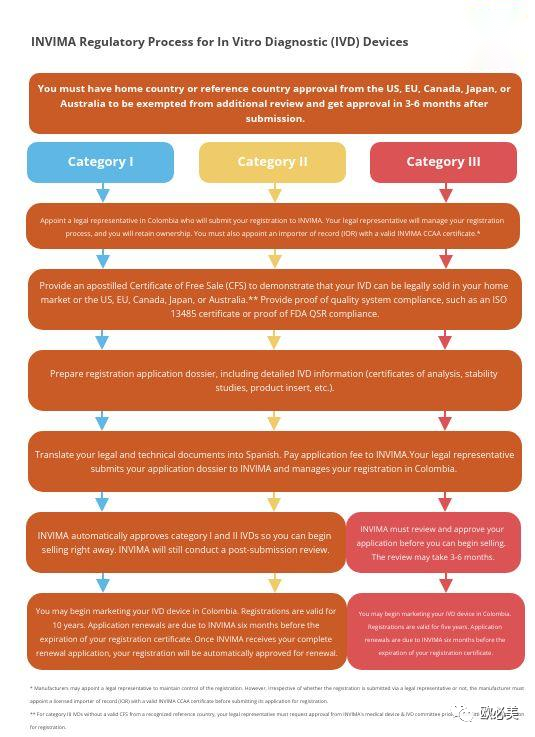 INVIMA Regulatory Process for In Vitro Diagnostic (IVD) Devices
You must have home country or reference country approval from the US, EU, Canada, Japan, or
Australia to be exempted from additional review and get approval in 3-6 months after
submission.
Category I
Category II
Category III
Appoint a legal representative in Colombia who will submit your registration to INVIMA. Your legal representative will manage your registration
process, and you will retain ownership. You must also appoint an importer of record (IOR) with a valid INVIMA CCAA certificate.*
Provide an apostilled Certificate of Free Sale (CFS) to demonstrate that your IVD can be legally sold in your home
market or the US, EU, Canada, Japan, or Australia.** Provide proof of quality system compliance, such as an ISO
13485 certificate or proof of FDA QSR compliance.
Prepare registration application dossier, including detailed IVD information (certificates of analysis, stability
studies, product insert, etc.).
Translate your legal and technical documents into Spanish. Pay application fee to INVIMA.Your legal representative
submits your application dossier to INVIMA and manages your registration in Colombia.
INVIMA automatically approves category I and II IVDs so you can begin
selling right away. INVIMA will still conduct a post-submission review.
INVIMA must review and approve your
application before you can begin selling.
The review may take 3-6 months.
You may begin marketing your IVD device in Colombia. Registrations are valid for
10 years. Application renewals are due to INVIMA six months before the
expiration of your registration certificate. Once INVIMA receives your complete
renewal application, your registration will be automatically approved for renewal.
You may begin marketing your IVD device in Colombia.
Registrations are valid for five years. Application
renewals are due to INVIMA six months before the
expiration of your registration certificate.
* Manufacturers may appoint a legal representative to maintain control of the registration. However, irrespective of whether the registration is submitted via a legal representative or not, the manufacturer must
appoint a licensed importer of record (IOR) with a valid INVIMA CCAA certificate before submitting its application for registration.
** For category III IVDs without a valid CFS from a recognized reference country, your legal representative must request approval from INVIMA's medical device & IVD committee
for registration.
欧必美